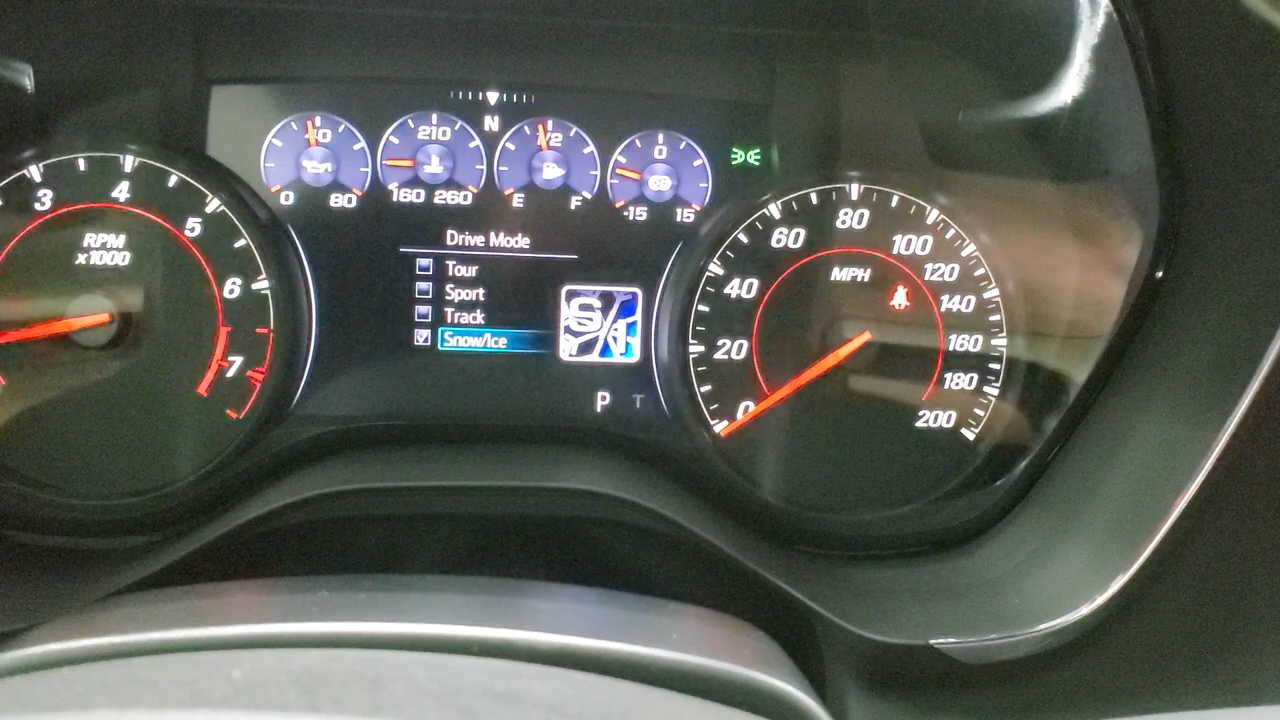 N
40
0 80
210
160 260
1/2
E F
0
-15 15
3
4
5
6
7
RPM
x1000
Drive Mode
Tour
Sport
Track
Snow/Ice
S/I
P T
0
20
40
60
80
100
120
140
160
180
200
MPH